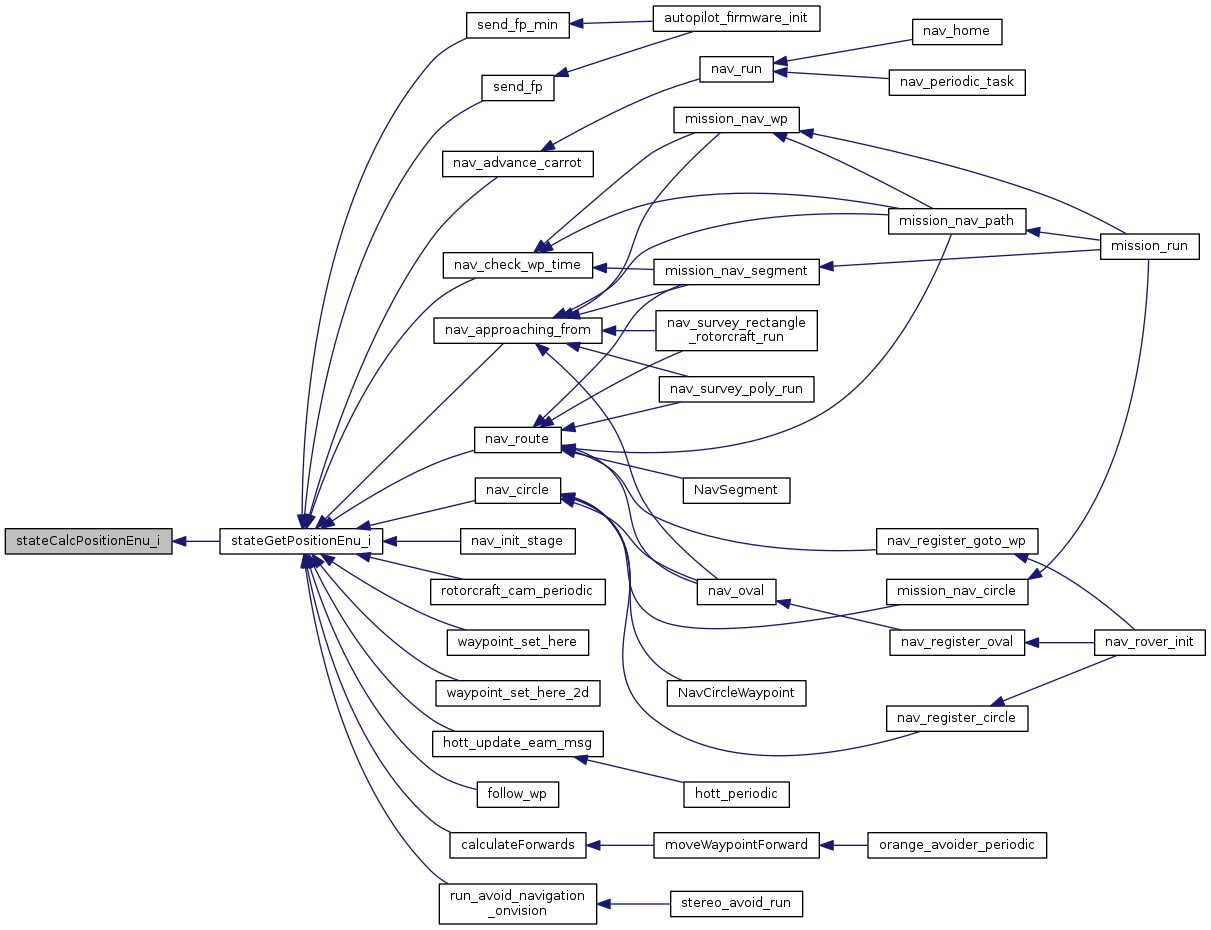 stateCalcPositionEnu_i
stateGetPositionEnu_i
send_fp_min
send_fp
nav_advance_carrot
nav_check_wp_time
nav_approaching_from
nav_route
nav_circle
nav_init_stage
rotorcraft_cam_periodic
waypoint_set_here
waypoint_set_here_2d
hott_update_eam_msg
follow_wp
calculateForwards
run_avoid_navigation
_onvision
autopilot_firmware_init
nav_run
mission_nav_wp
mission_nav_segment
nav_survey_rectangle
_rotorcraft_run
nav_survey_poly_run
NavSegment
nav_oval
NavCircleWaypoint
hott_periodic
moveWaypointForward
stereo_avoid_run
nav_home
nav_periodic_task
mission_nav_path
nav_register_goto_wp
mission_nav_circle
nav_register_oval
nav_register_circle
orange_avoider_periodic
mission_run
nav_rover_init